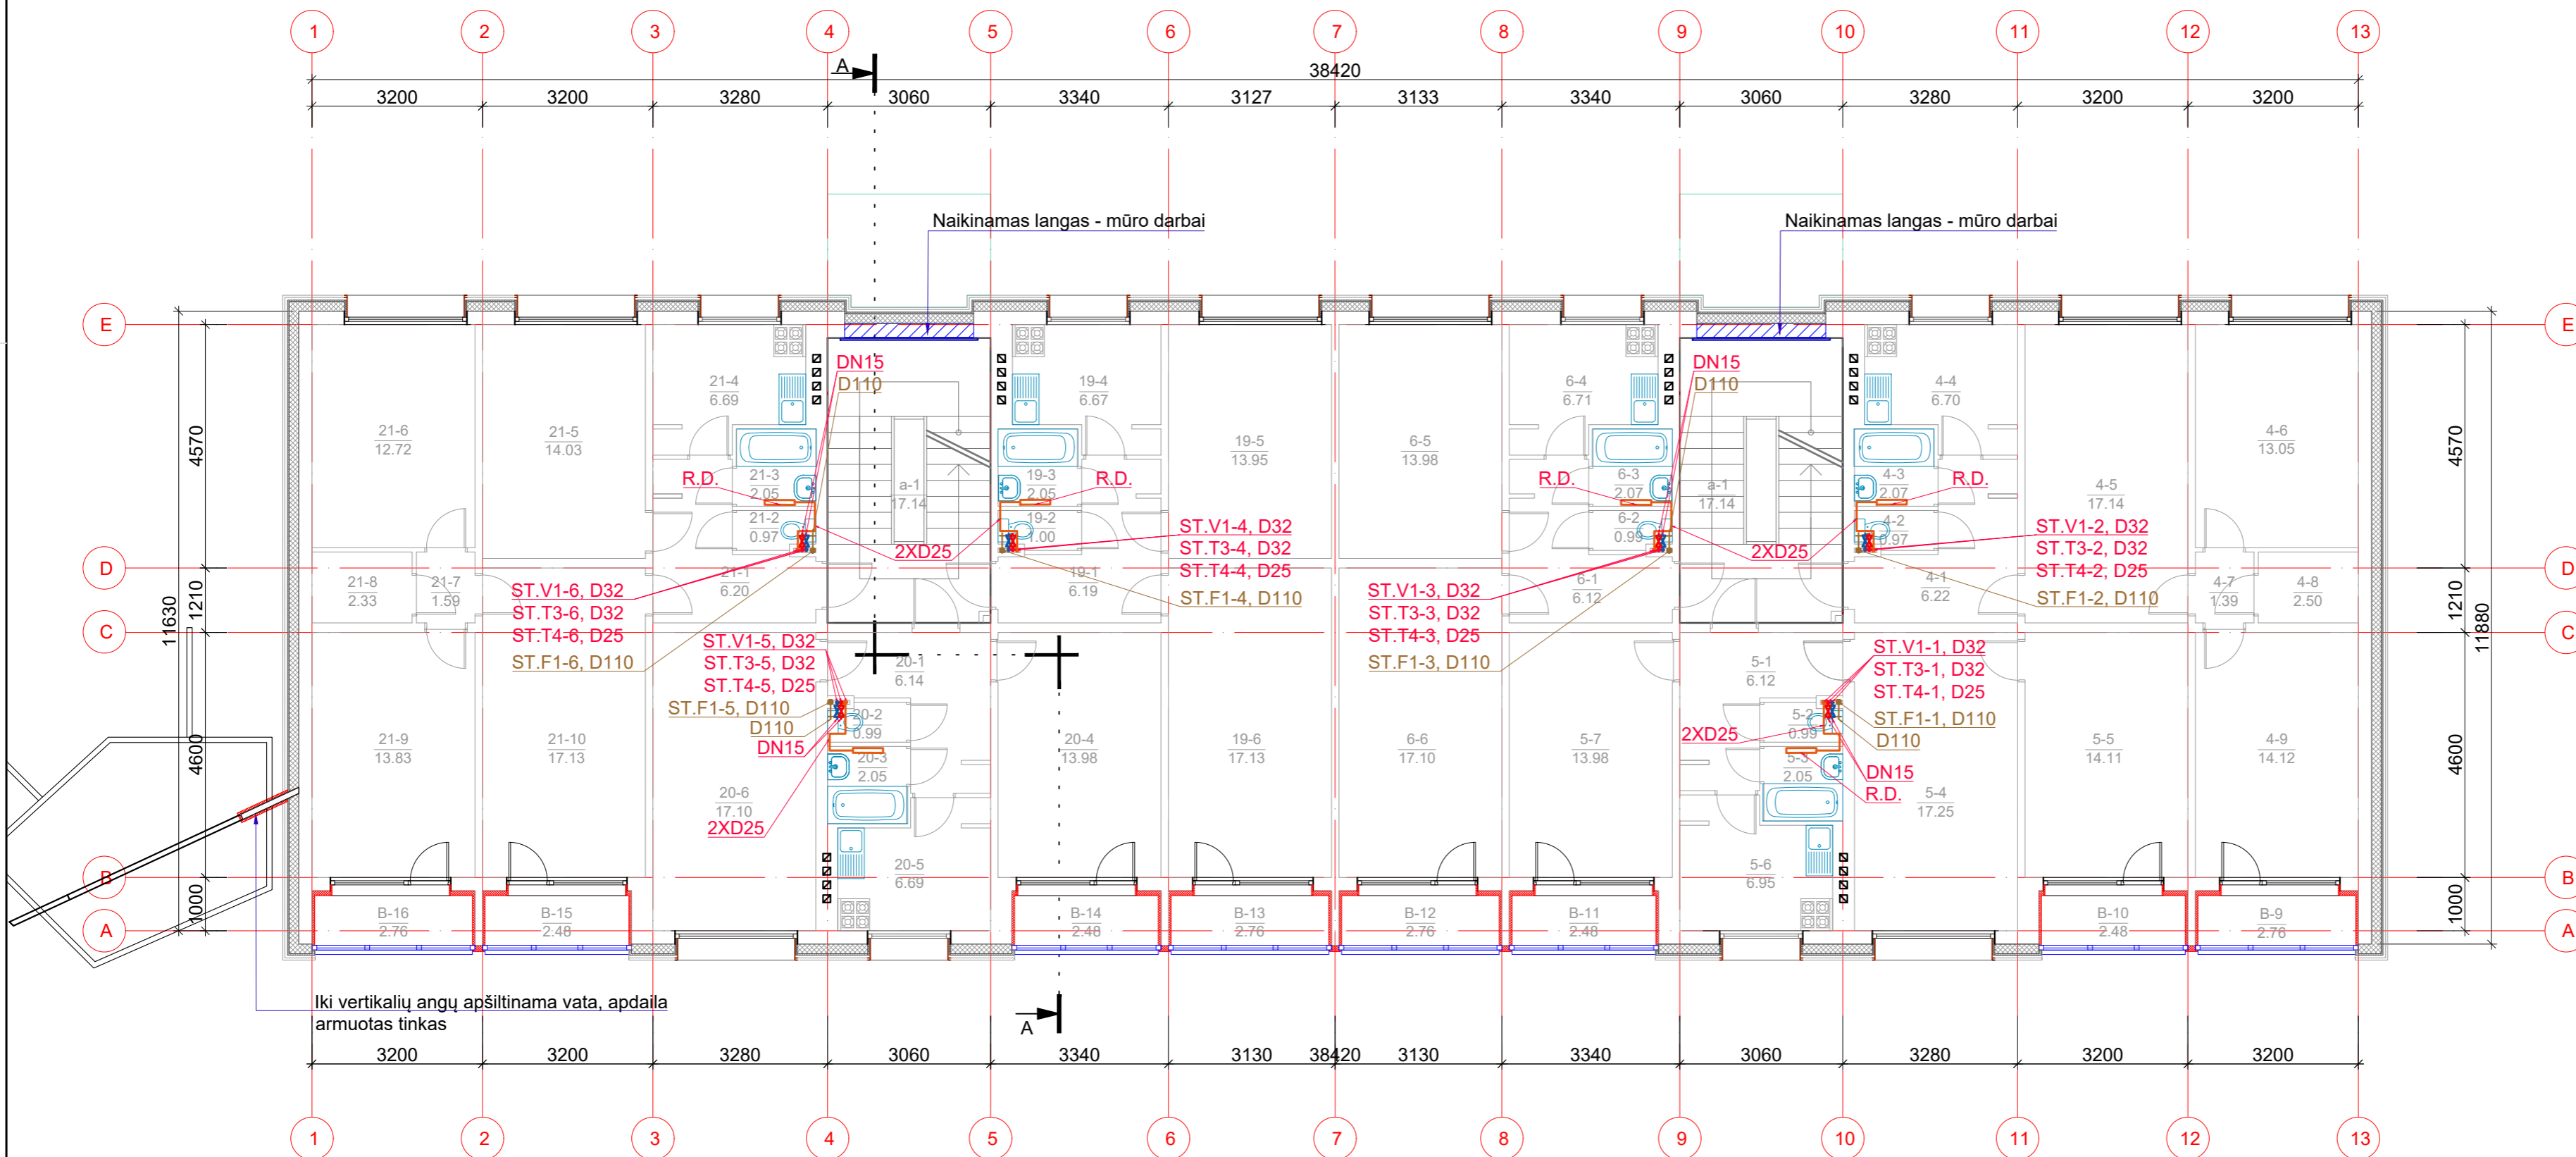 1 2 3 4 5 6 7 8 9 10 11 12 13
A
38420
3200 3200 3280 3060 3340 3127 3133 3340 3060 3280 3200 3200
Naikinamas langas - mūro darbai
Naikinamas langas - mūro darbai
E
E
DN15
D110
DN15
D110
21-4
6.69
19-4
6.67
6-4
6.71
4-4
6.70
21-6
12.72
21-5
14.03
19-5
13.95
6-5
13.98
4-5
17.14
4-6
13.05
4570
4570
R.D.
21-3
2.05
a-1
17.14
19-3
2.05
R.D.
R.D.
6-3
2.07
a-1
17.14
4-3
2.07
R.D.
21-2
0.97
19-2
1.00
6-2
0.99
4-2
0.97
2XD25
2XD25
ST.V1-4, D32
ST.T3-4, D32
ST.T4-4, D25
ST.F1-4, D110
ST.V1-2, D32
ST.T3-2, D32
ST.T4-2, D25
ST.F1-2, D110
D
D
21-8
2.33
21-7
1.59
21-1
6.20
19-1
6.19
6-1
6.12
4-1
6.22
4-7
1.39
4-8
2.50
11630
1210
1210
11880
ST.V1-6, D32
ST.T3-6, D32
ST.T4-6, D25
ST.F1-6, D110
ST.V1-3, D32
ST.T3-3, D32
ST.T4-3, D25
ST.F1-3, D110
C
C
ST.V1-5, D32
ST.T3-5, D32
ST.T4-5, D25
ST.F1-5, D110
D110
DN15
20-1
6.14
5-1
6.12
ST.V1-1, D32
ST.T3-1, D32
ST.T4-1, D25
ST.F1-1, D110
D110
DN15
R.D.
20-2
0.99
5-2
0.99
2XD25
4600
4600
21-9
13.83
21-10
17.13
20-3
2.05
20-4
13.98
19-6
17.13
6-6
17.10
5-7
13.98
5-3
2.05
5-5
14.11
4-9
14.12
20-6
17.10
5-4
17.25
2XD25
20-5
6.69
5-6
6.95
B
B
1000
1000
B-16
2.76
B-15
2.48
B-14
2.48
B-13
2.76
B-12
2.76
B-11
2.48
B-10
2.48
B-9
2.76
A
A
Iki vertikalių angų apšiltinama vata, apdaila
armuotas tinkas
A
3200 3200 3280 3060 3340 3130 38420 3130 3340 3060 3280 3200 3200
1 2 3 4 5 6 7 8 9 10 11 12 13